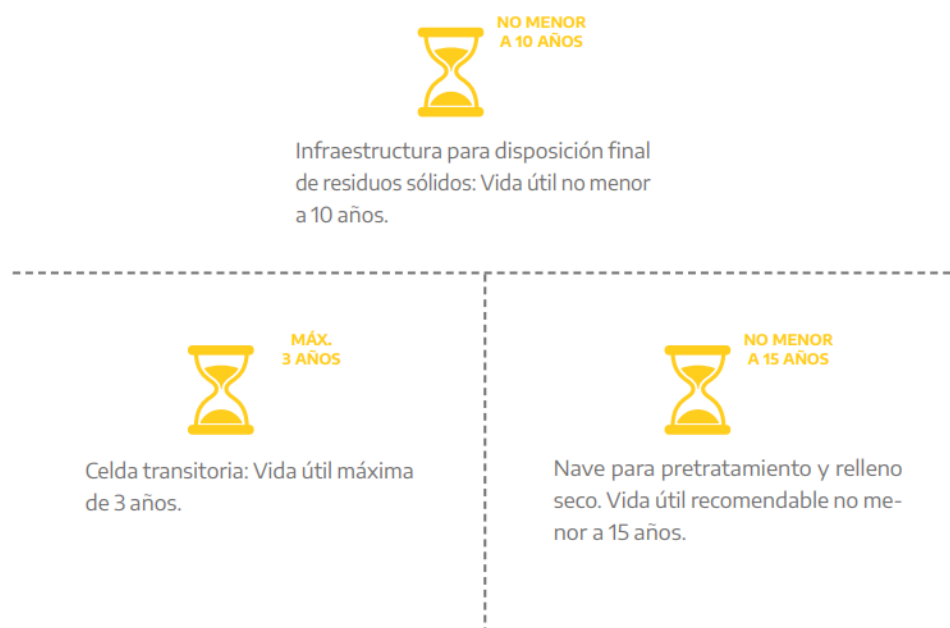 NO MENOR
A 10 AÑOS
Infraestructura para disposición final
de residuos sólidos: Vida útil no menor
a 10 años.
MÁX.
3 AÑOS
Celda transitoria: Vida útil máxima
de 3 años.
NO MENOR
A 15 AÑOS
Nave para pretratamiento y relleno
seco. Vida útil recomendable no me-
nor a 15 años.